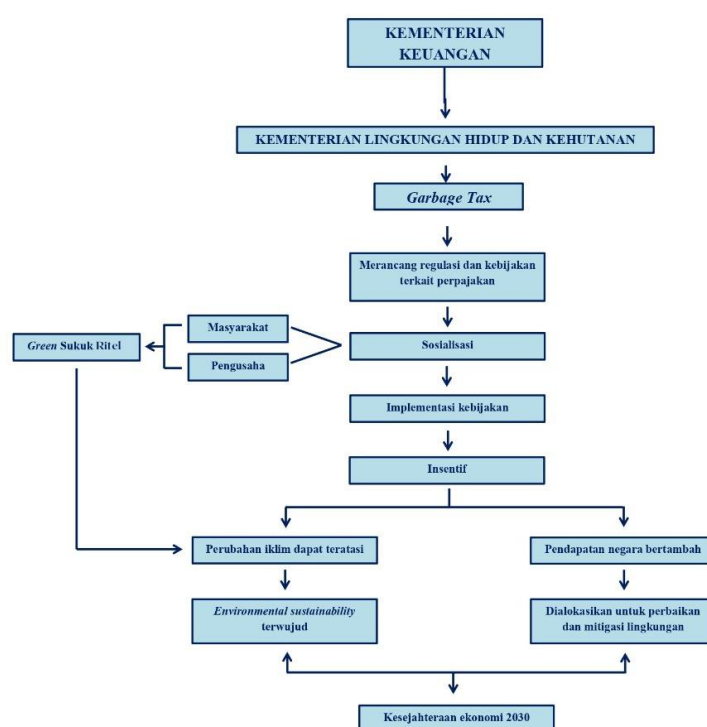 KEMENTERIAN
KEUANGAN
KEMENTERIAN LINGKUNGAN HIDUP DAN KEHUTANAN
Garbage Tax
Merancang regulasi dan kebijakan
terkait perpajakan
Masyarakat
Green Sukuk Ritel
Sosialisasi
Pengusaha
Implementasi kebijakan
Insentif
Perubahan iklim dapat teratasi
Pendapatan negara bertambah
Environmental sustainability
terwujud
Dialokasikan untuk perbaikan
dan mitigasi lingkungan
Kesejahteraan ekonomi 2030